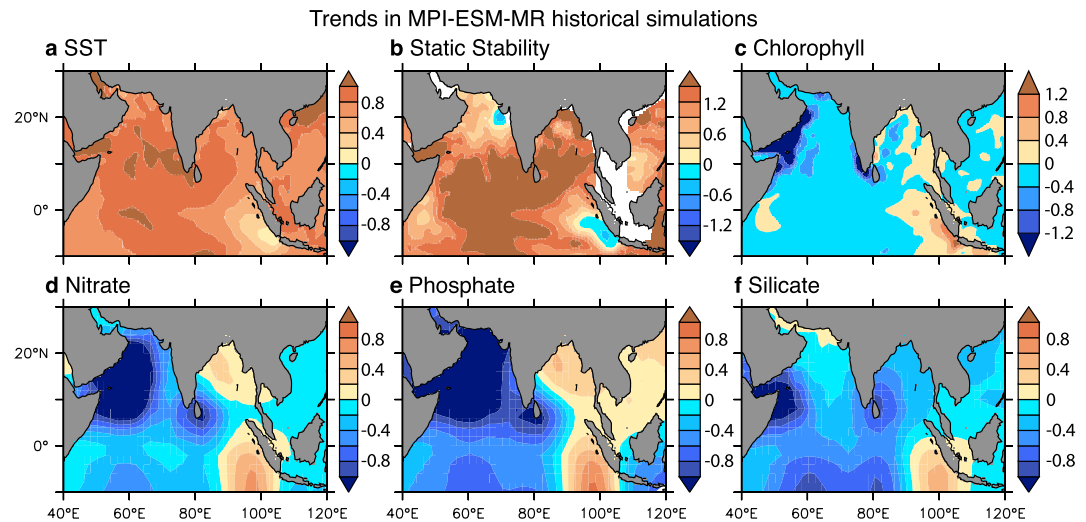 Trends in MPI-ESM-MR historical simulations
a SST
b Static Stability
c Chlorophyll
20°N
0°
0.8
0.4
0
-0.4
-0.8
1.2
0.6
0
-0.6
-1.2
1.2
0.8
0.4
0
-0.4
-0.8
-1.2
d Nitrate
e Phosphate
f Silicate
20°N
0°
0.8
0.4
0
-0.4
-0.8
0.8
0.4
0
-0.4
-0.8
0.8
0.4
0
-0.4
-0.8
40°E 60°E 80°E 100°E 120°E
40°E 60°E 80°E 100°E 120°E
40°E 60°E 80°E 100°E 120°E